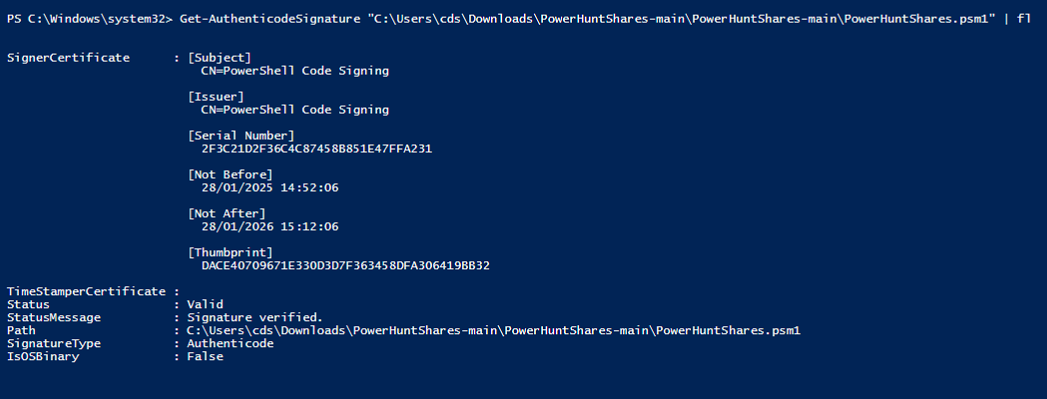 PS C:\Windows\system32> Get-AuthenticodeSignature "C:\Users\cds\Downloads\PowerHuntShares-main\PowerHuntShares-main\PowerHuntShares.psm1" | fl
SignerCertificate : [Subject]
CN=PowerShell Code Signing
[Issuer]
CN=PowerShell Code Signing
[Serial Number]
2F3C21D2F36C4C87458B851E47FFA231
[Not Before]
28/01/2025 14:52:06
[Not After]
28/01/2026 15:12:06
[Thumbprint]
DACE40709671E330D3D7F363458DFA306419BB32
TimeStamperCertificate :
Status : Valid
StatusMessage : Signature verified.
Path : C:\Users\cds\Downloads\PowerHuntShares-main\PowerHuntShares-main\PowerHuntShares.psm1
SignatureType : Authenticode
IsOSBinary : False